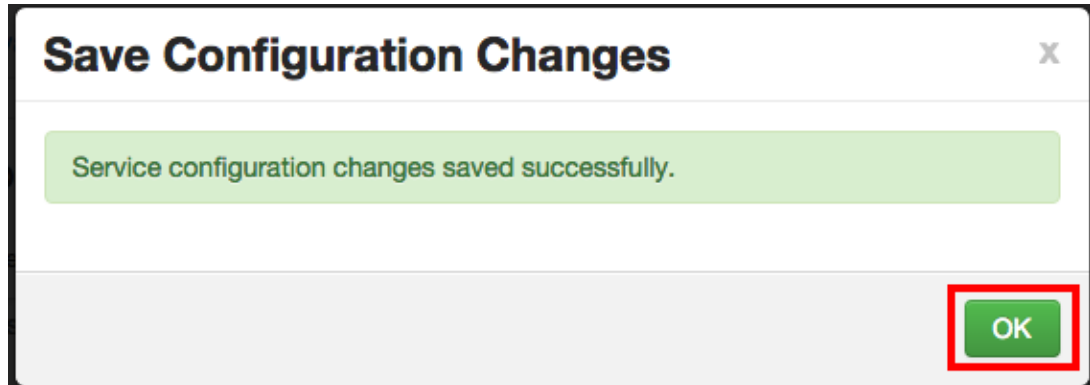 Save Configuration Changes
x
Service configuration changes saved successfully.
OK